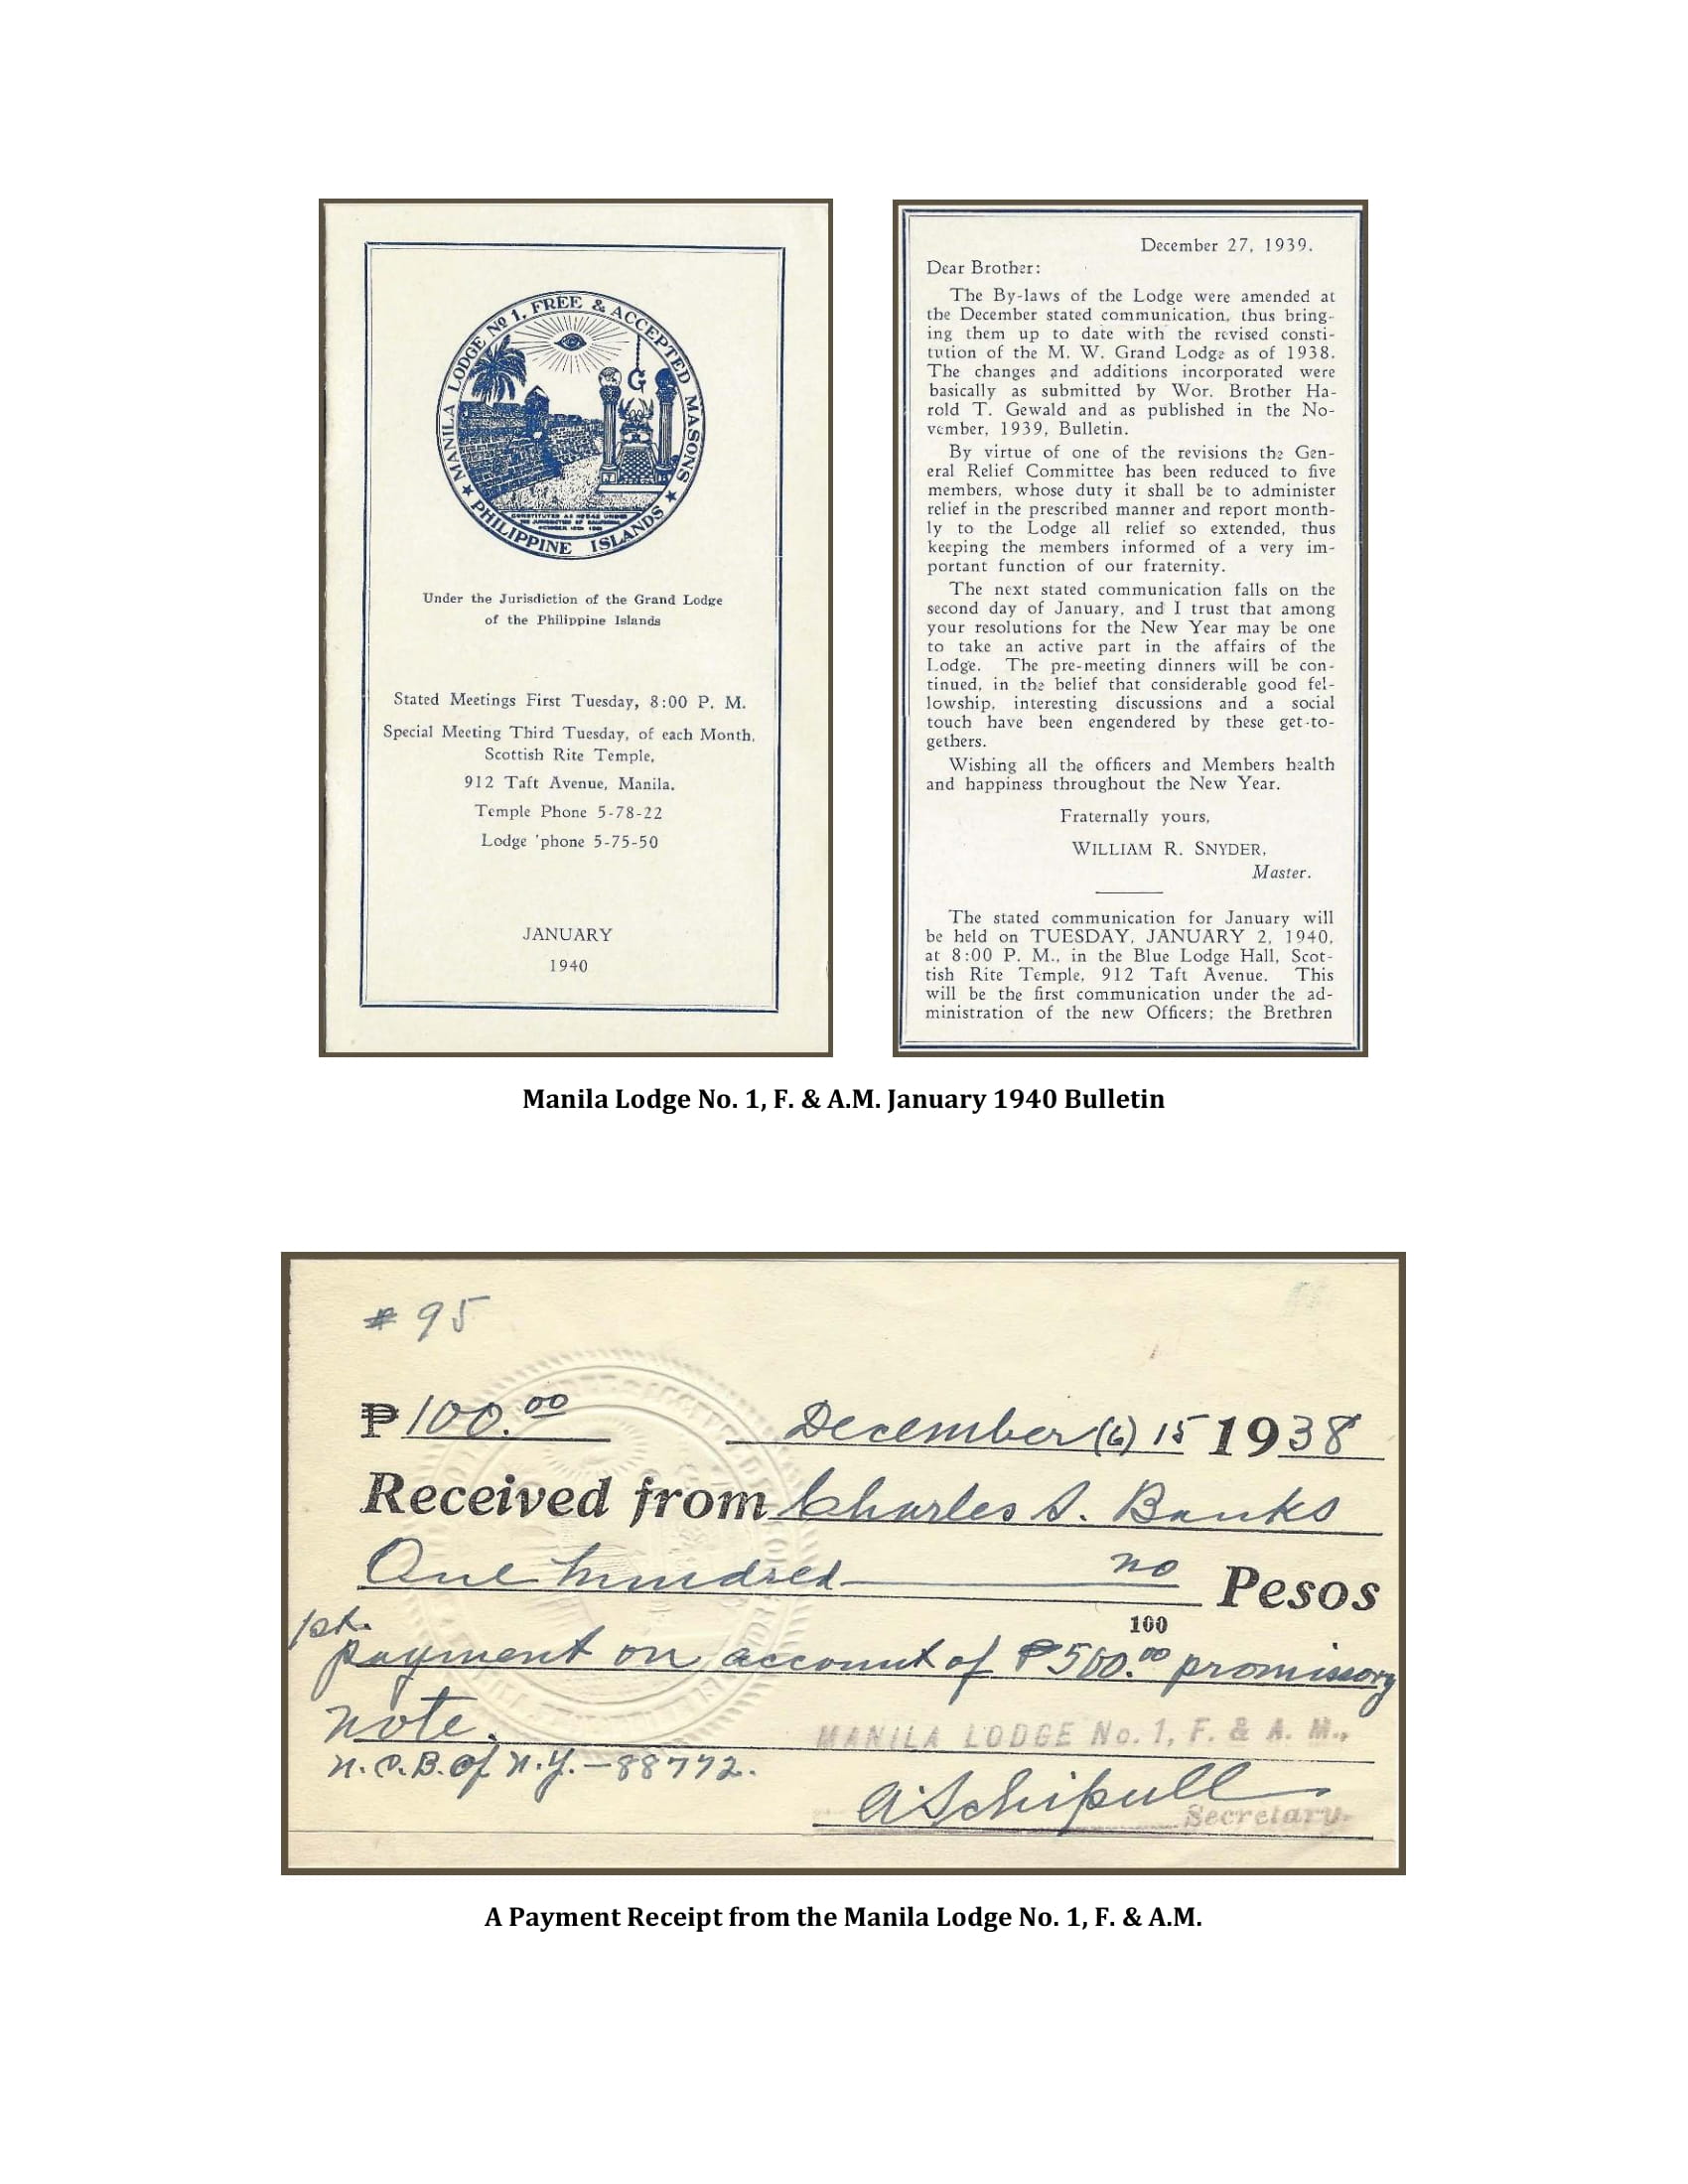 MANILA LODGE No 1, FREE & ACCEPTED MASONS
★ PHILIPPINE ISLANDS ★
G
CONSTITUTED AS LODGE UNDER
THE JURISDICTION OF CALIFORNIA
Under the Jurisdiction of the Grand Lodge
of the Philippine Islands
Stated Meetings First Tuesday, 8:00 P. M.
Special Meeting Third Tuesday, of each Month,
Scottish Rite Temple,
912 Taft Avenue, Manila,
Temple Phone 5-78-22
Lodge 'phone 5-75-50
JANUARY
1940
December 27, 1939.
Dear Brother:
The By-laws of the Lodge were amended at
the December stated communication, thus bring-
ing them up to date with the revised consti-
tution of the M. W. Grand Lodge as of 1938.
The changes and additions incorporated were
basically as submitted by Wor. Brother Ha-
rold T. Gewald and as published in the No-
vember, 1939, Bulletin.
By virtue of one of the revisions the Gen-
eral Relief Committee has been reduced to five
members, whose duty it shall be to administer
relief in the prescribed manner and report month-
ly to the Lodge all relief so extended, thus
keeping the members informed of a very im-
portant function of our fraternity.
The next stated communication falls on the
second day of January, and I trust that among
your resolutions for the New Year may be one
to take an active part in the affairs of the
Lodge. The pre-meeting dinners will be con-
tinued, in the belief that considerable good fel-
lowship, interesting discussions and a social
touch have been engendered by these get-to-
gethers.
Wishing all the officers and Members health
and happiness throughout the New Year.
Fraternally yours,
WILLIAM R. SNYDER,
Master.
The stated communication for January will
be held on TUESDAY, JANUARY 2, 1940,
at 8:00 P. M., in the Blue Lodge Hall, Scot-
tish Rite Temple, 912 Taft Avenue. This
will be the first communication under the ad-
ministration of the new Officers; the Brethren
Manila Lodge No. 1, F. & A.M. January 1940 Bulletin
# 95
₱ 100.00 December (6) 15 1938
Received from Charles S. Banks
One hundred no/100 Pesos
1st. payment on account of ₱500.00 promissory
note.
MANILA LODGE No. 1, F. & A. M.,
N.C.B. of N.Y.-88772.
A Schipull
Secretary.
A Payment Receipt from the Manila Lodge No. 1, F. & A.M.